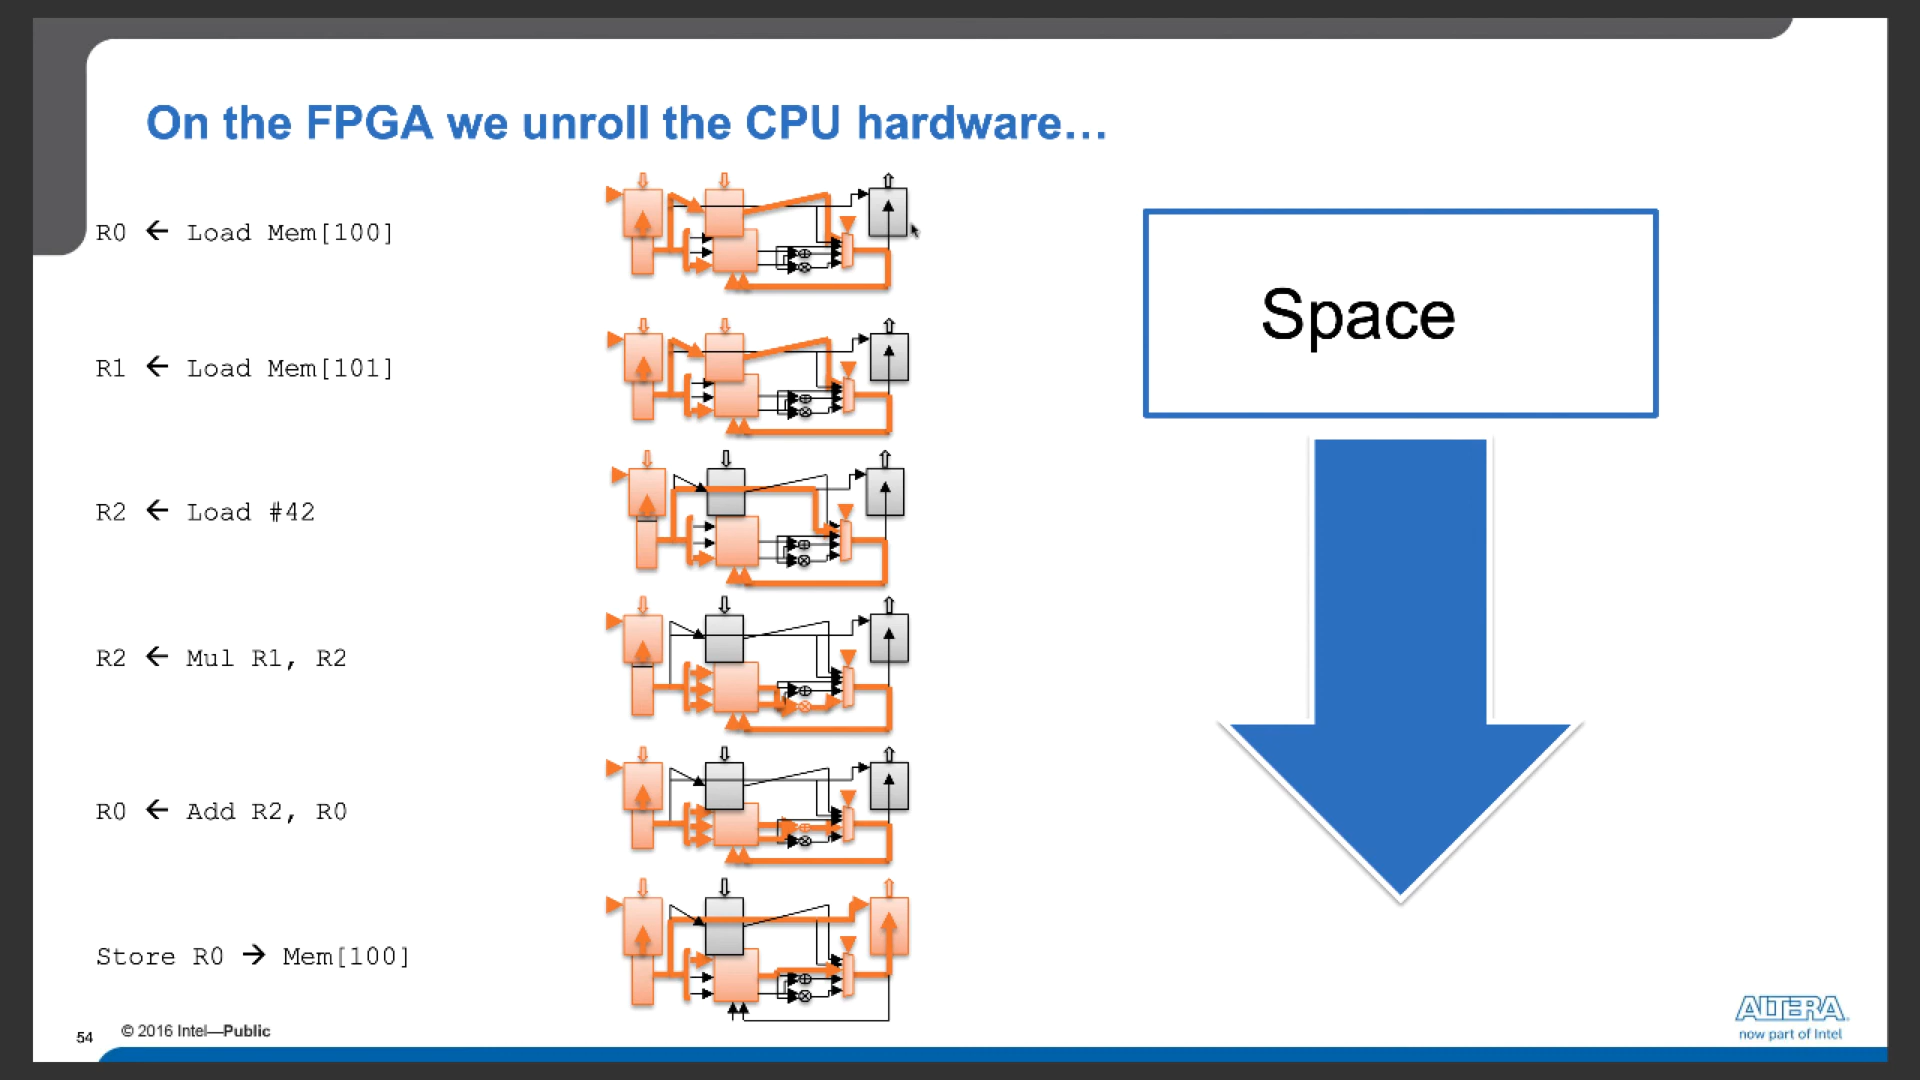 On the FPGA we unroll the CPU hardware…
R0 ← Load Mem[100]
R1 ← Load Mem[101]
R2 ← Load #42
R2 ← Mul R1, R2
R0 ← Add R2, R0
Store R0 → Mem[100]
Space
54
© 2016 Intel—Public
ALTERA
now part of Intel